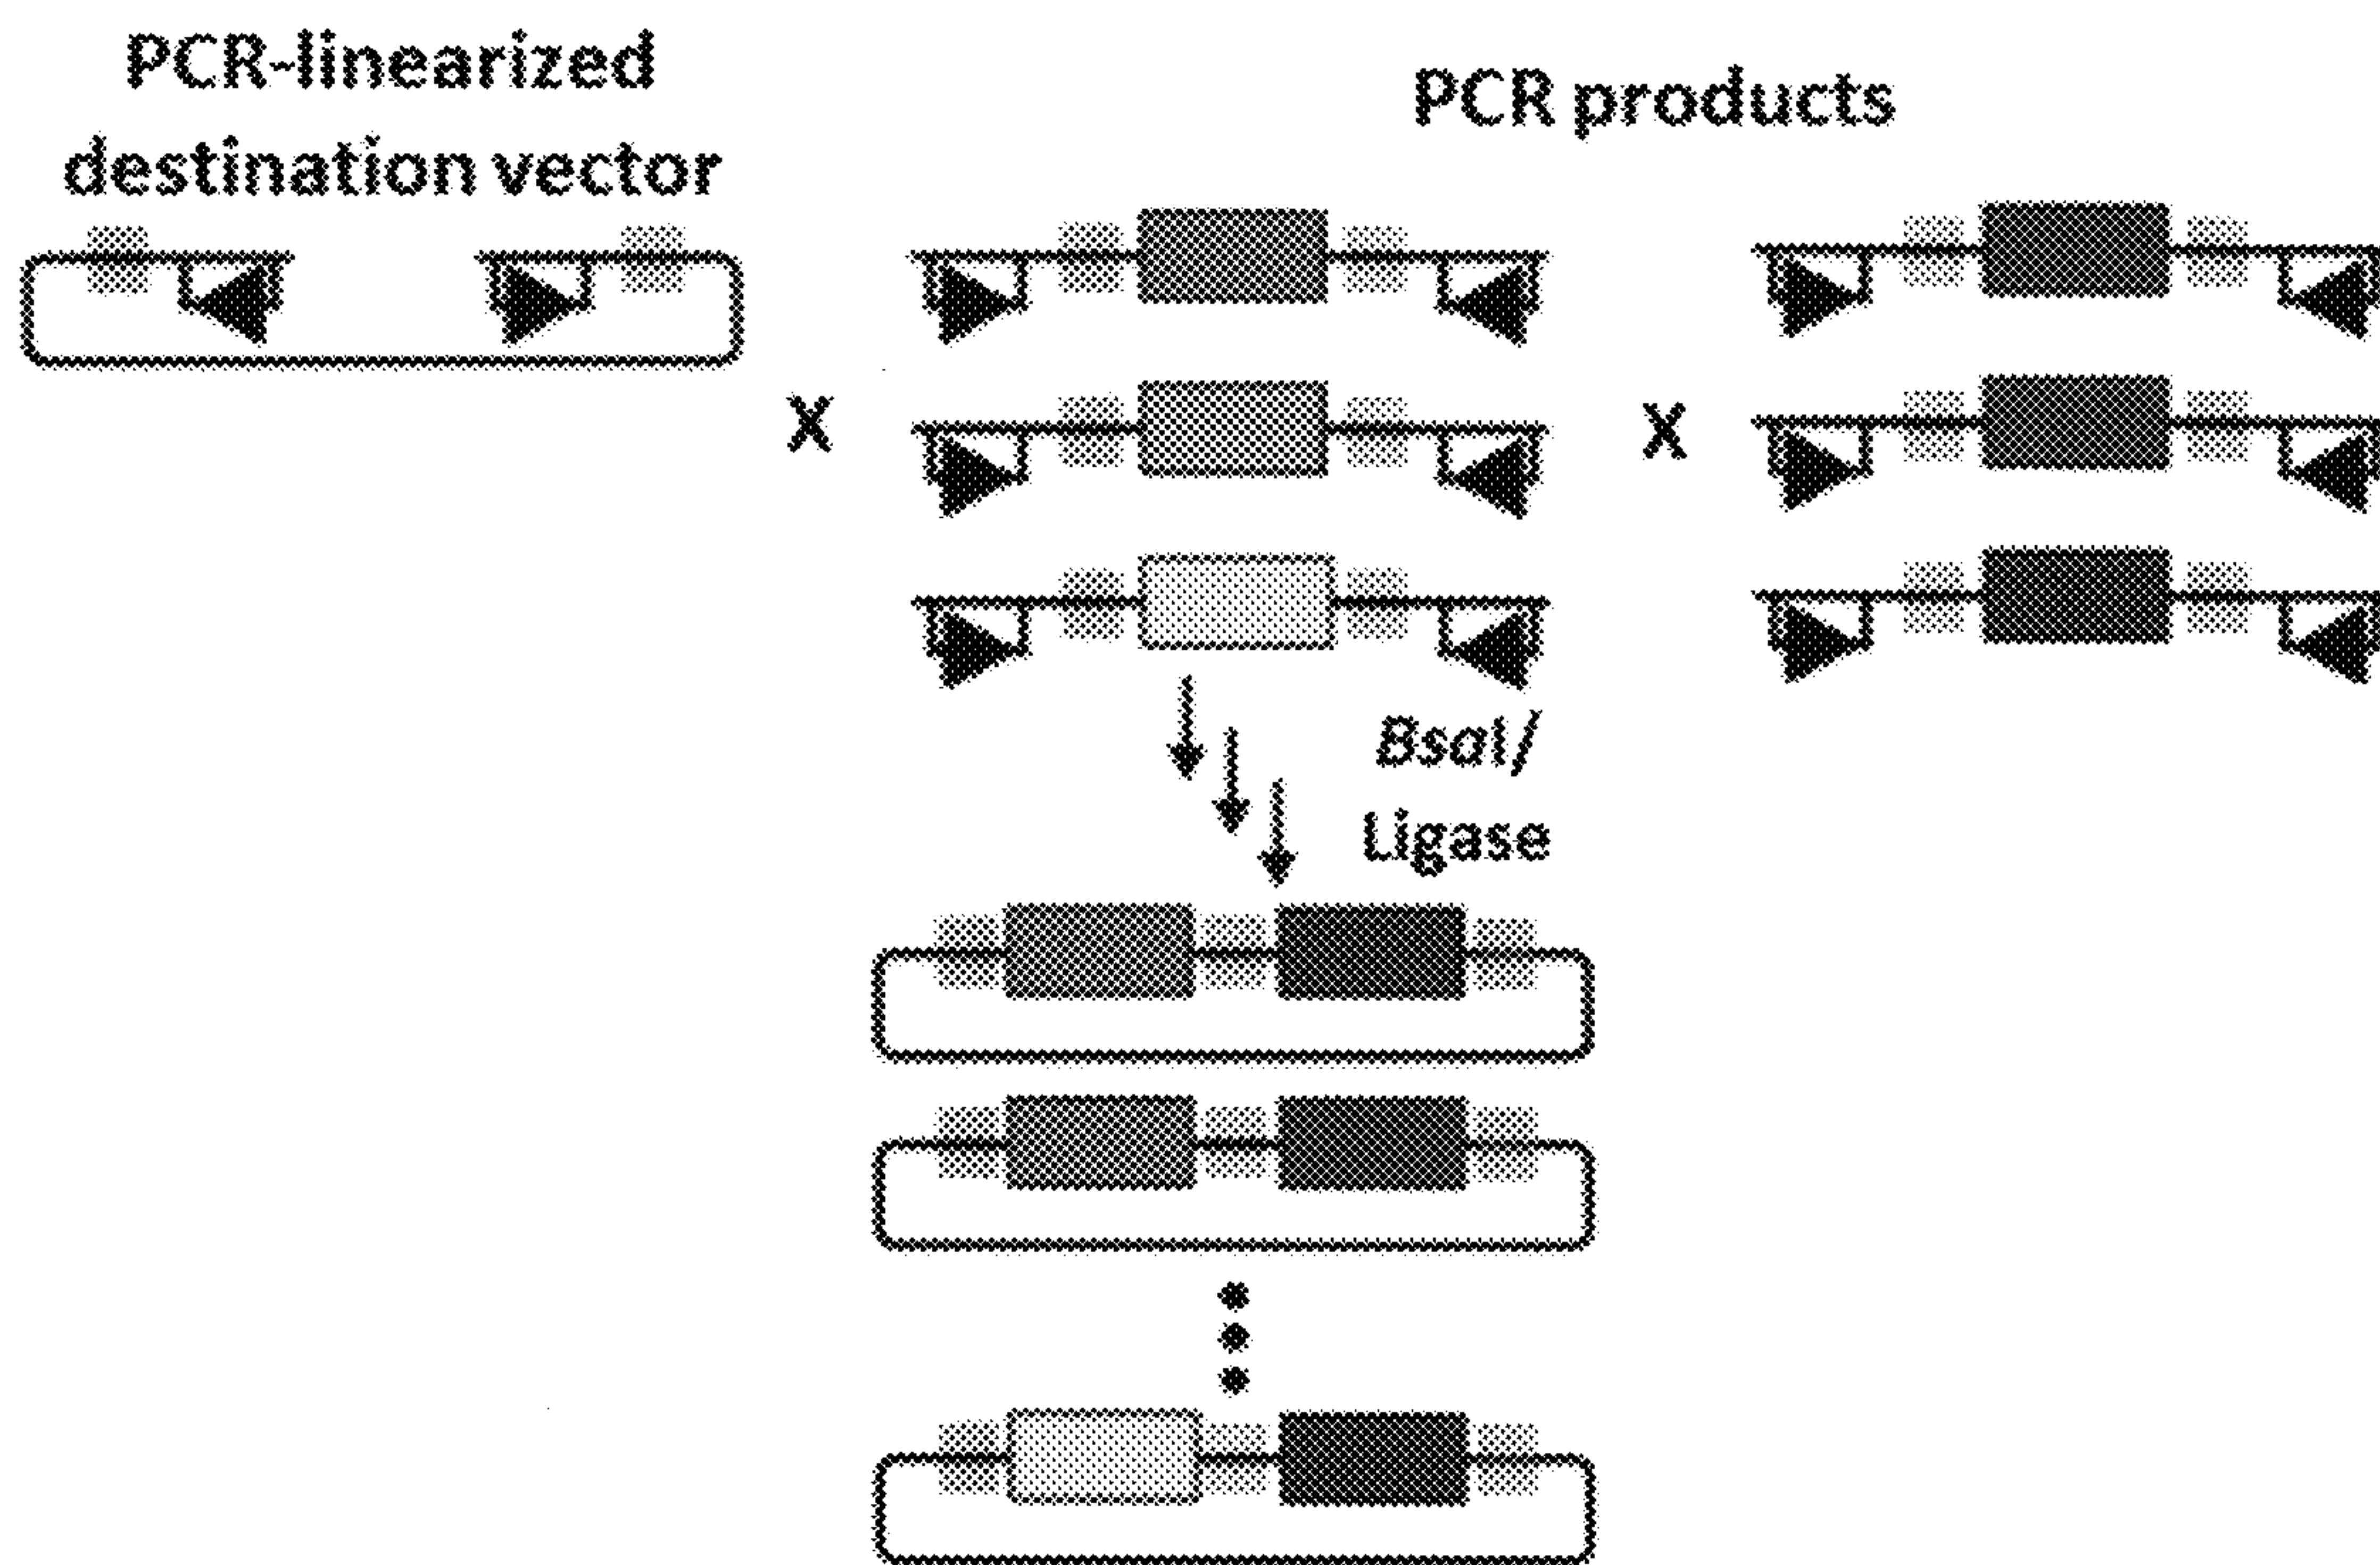 PCR-linearized
destination vector
PCR products
X
X
BsaI/
Ligase